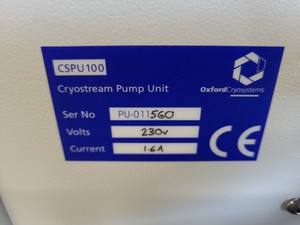 CSPU100
Cryostream Pump Unit
OxfordCryosystems
Ser No PU-011560
Volts 230v
Current 1.6A
CE